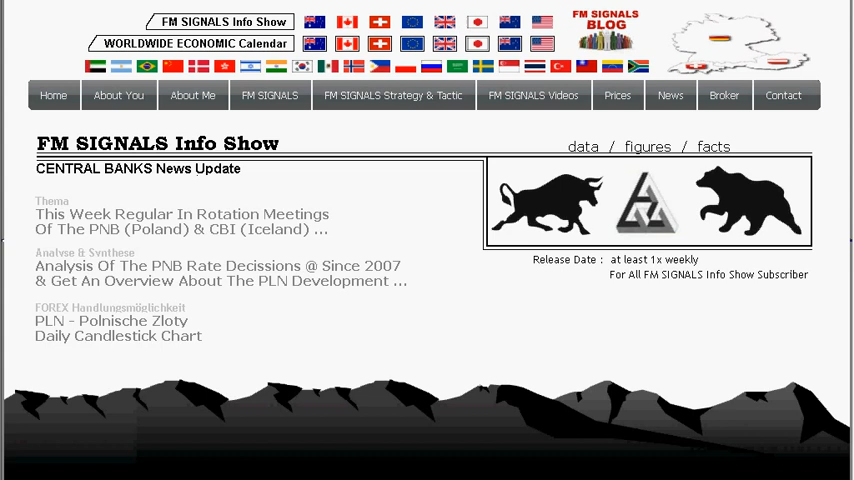 FM SIGNALS Info Show
WORLDWIDE ECONOMIC Calendar
FM SIGNALS
BLOG
Home
About You
About Me
FM SIGNALS
FM SIGNALS Strategy & Tactic
FM SIGNALS Videos
Prices
News
Broker
Contact
FM SIGNALS Info Show
data / figures / facts
CENTRAL BANKS News Update
Thema
This Week Regular In Rotation Meetings
Of The PNB (Poland) & CBI (Iceland) ...
Analyse & Synthese
Analysis Of The PNB Rate Decissions @ Since 2007
& Get An Overview About The PLN Development ...
Release Date : at least 1x weekly
For All FM SIGNALS Info Show Subscriber
FOREX Handlungsmöglichkeit
PLN - Polnische Zloty
Daily Candlestick Chart